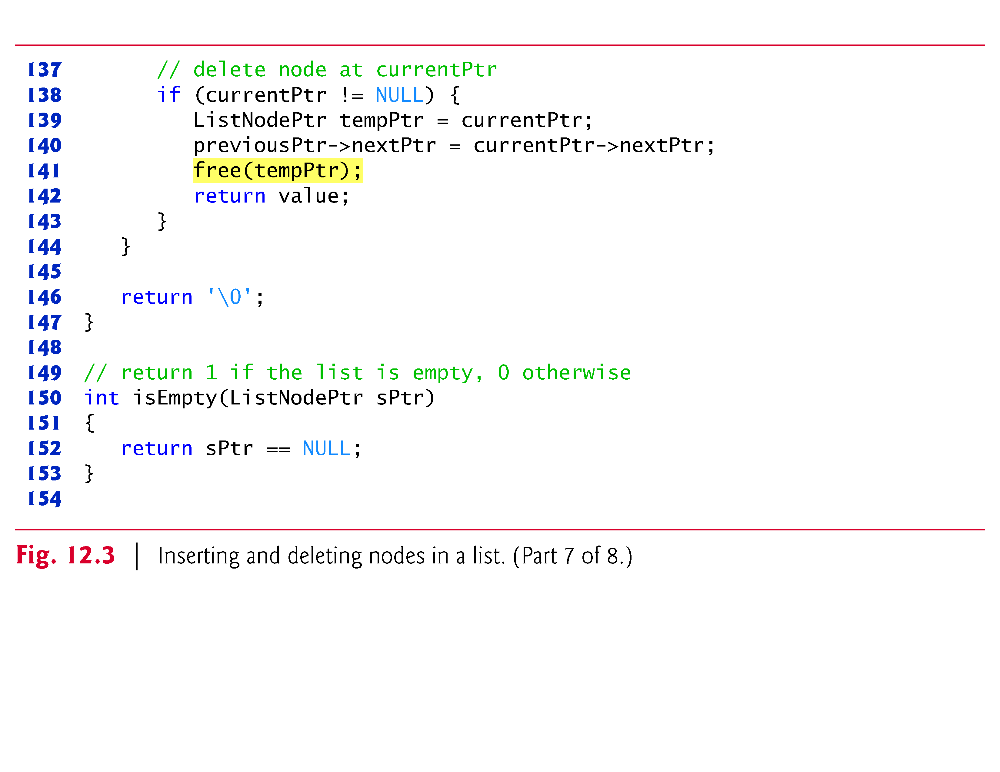 137 // delete node at currentPtr
138 if (currentPtr != NULL) {
139 ListNodePtr tempPtr = currentPtr;
140 previousPtr->nextPtr = currentPtr->nextPtr;
141 free(tempPtr);
142 return value;
143 }
144 }
145
146 return '\0';
147 }
148
149 // return 1 if the list is empty, 0 otherwise
150 int isEmpty(ListNodePtr sPtr)
151 {
152 return sPtr == NULL;
153 }
154
Fig. 12.3 | Inserting and deleting nodes in a list. (Part 7 of 8.)